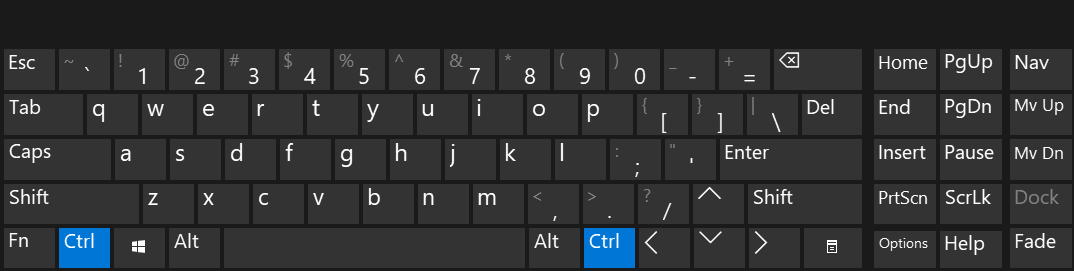 Esc ~ ` ! 1 @ 2 # 3 $ 4 % 5 ^ 6 & 7 * 8 ( 9 ) 0 _ - + = Home PgUp Nav
Tab q w e r t y u i o p { [ } ] | \ Del End PgDn Mv Up
Caps a s d f g h j k l : ; " ' Enter Insert Pause Mv Dn
Shift z x c v b n m < , > . ? / Shift PrtScn ScrLk Dock
Fn Ctrl Alt Alt Ctrl Options Help Fade